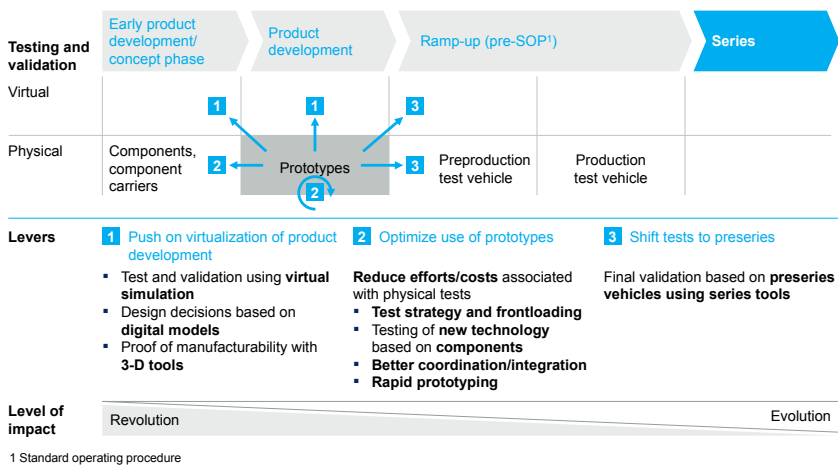 Testing and
validation
Early product
development/
concept phase
Product
development
Ramp-up (pre-SOP1)
Series
Virtual
1
1
3
Physical
Components,
component
carriers
2
Prototypes
2
3
Preproduction
test vehicle
Production
test vehicle
Levers
1 Push on virtualization of product
development
▪ Test and validation using virtual
simulation
▪ Design decisions based on
digital models
▪ Proof of manufacturability with
3-D tools
2 Optimize use of prototypes
Reduce efforts/costs associated
with physical tests
▪ Test strategy and frontloading
▪ Testing of new technology
based on components
▪ Better coordination/integration
▪ Rapid prototyping
3 Shift tests to preseries
Final validation based on preseries
vehicles using series tools
Level of
impact
Revolution
Evolution
1 Standard operating procedure